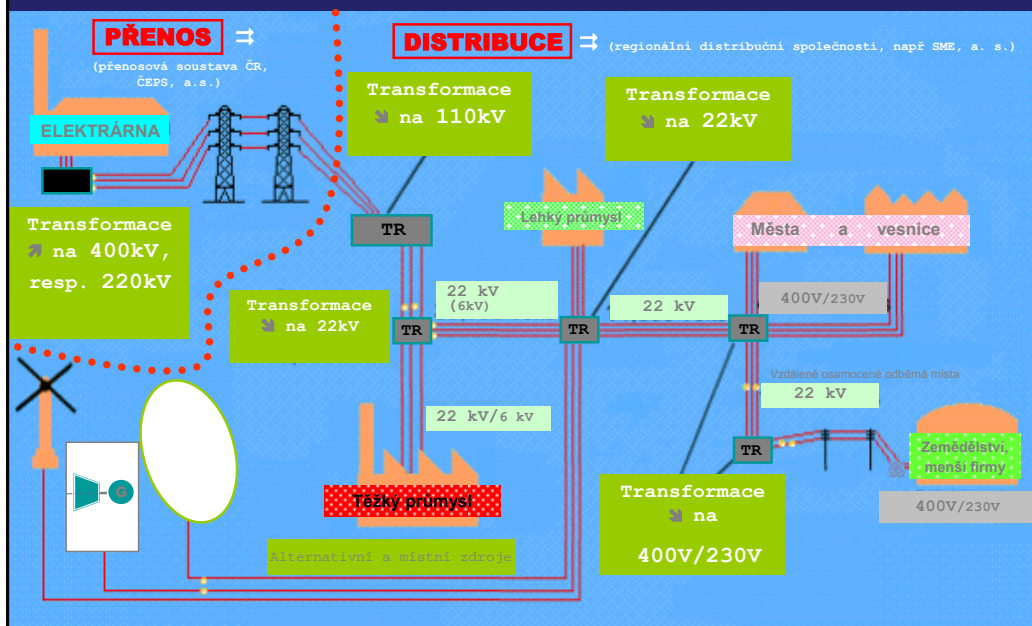 PŘENOS ⇒
(přenosová soustava ČR,
ČEPS, a.s.)
DISTRIBUCE ⇒ (regionální distribuční společnosti, např SME, a. s.)
ELEKTRÁRNA
Transformace
↗ na 400kV,
resp. 220kV
Transformace
↘ na 110kV
Transformace
↘ na 22kV
TR
Lehký průmysl
Města a vesnice
Transformace
↘ na 22kV
TR
22 kV
(6kV)
TR
22 kV
TR
400V/230V
Vzdálené osamocené odběrná místa
22 kV
22 kV/6 kV
TR
Zemědělství,
menší firmy
400V/230V
Těžký průmysl
G
Transformace
↘ na
400V/230V
Alternativní a místní zdroje